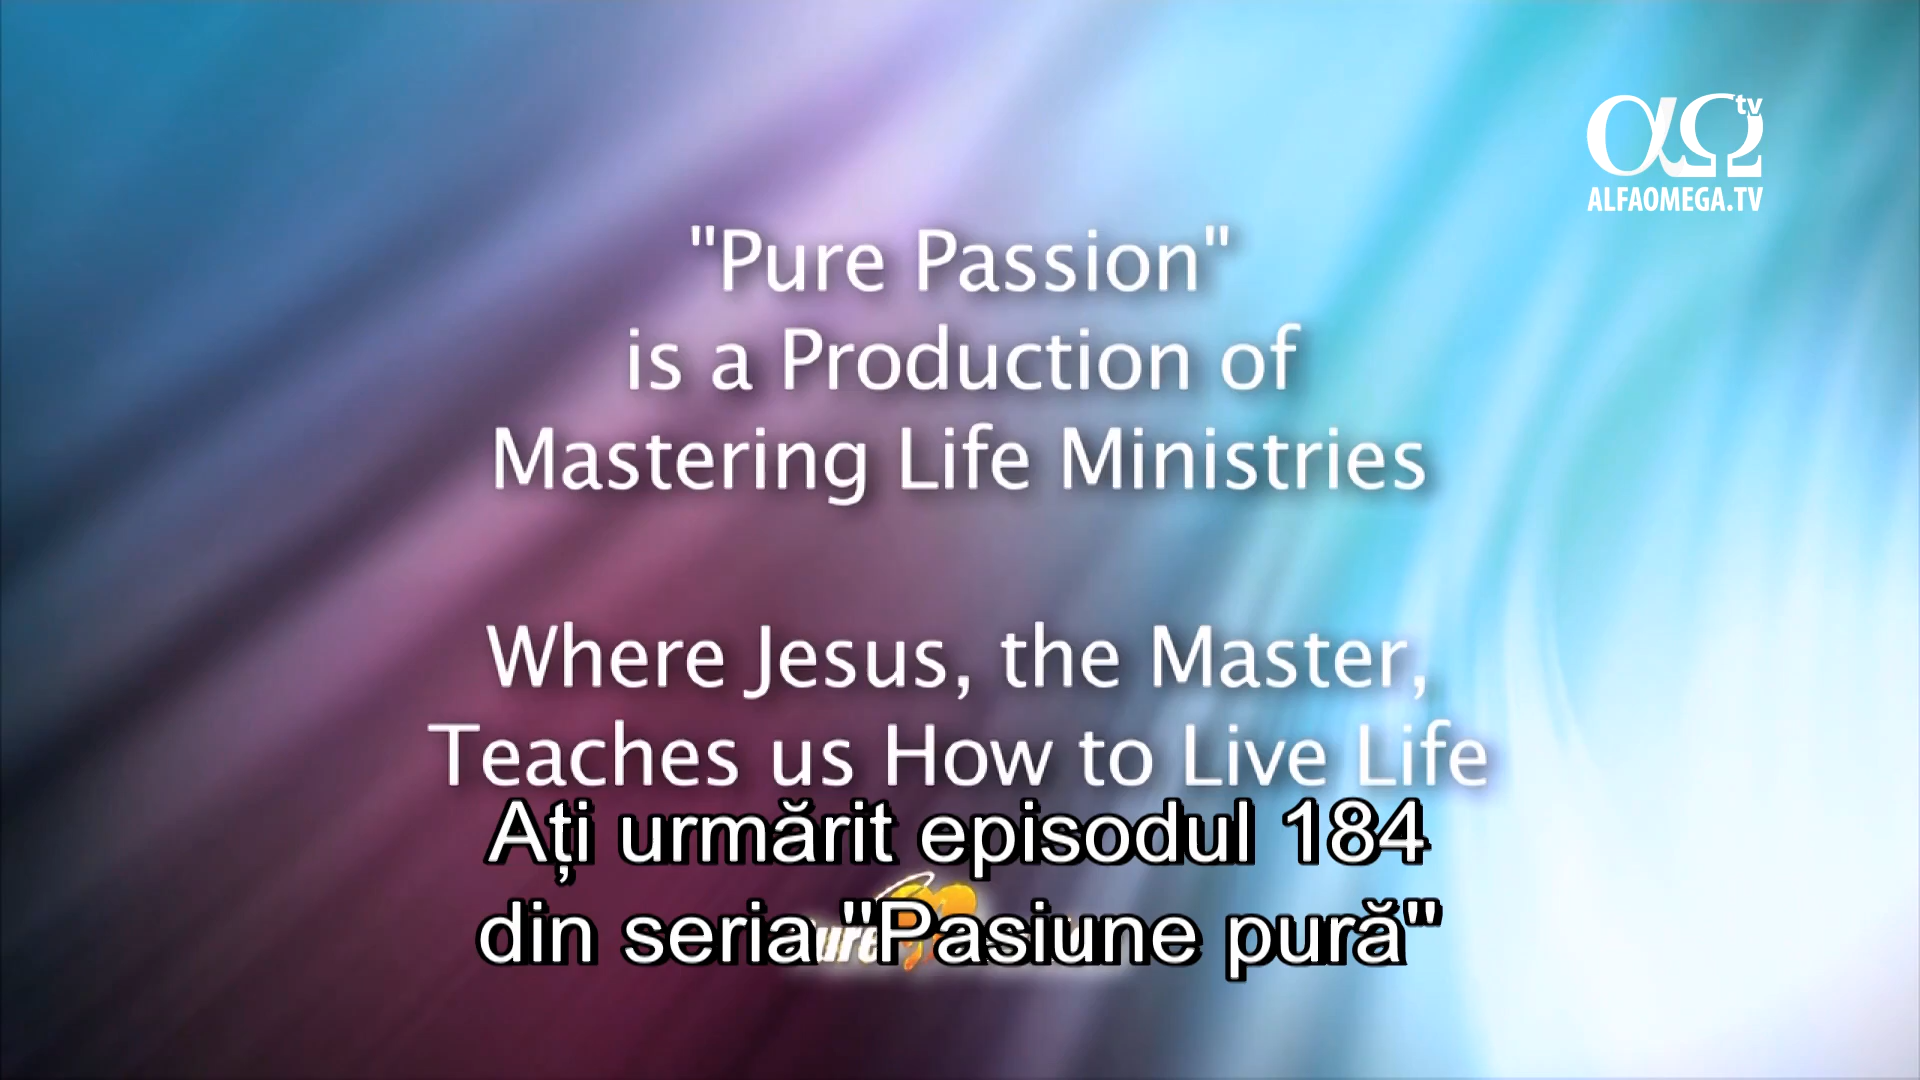 αΩ tv
ALFAOMEGA.TV
"Pure Passion"
is a Production of
Mastering Life Ministries
Where Jesus, the Master,
Teaches us How to Live Life
Ați urmărit episodul 184
din seria "Pasiune pură"